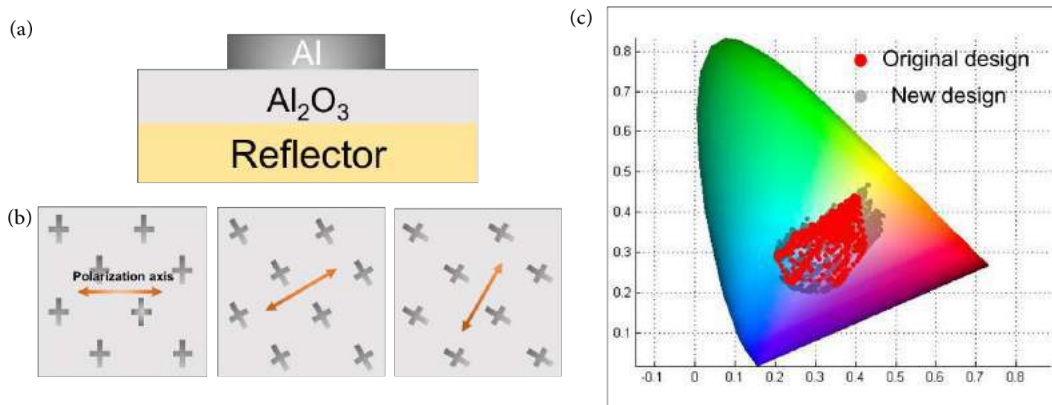 (a)
Al
Al₂O₃
Reflector
(b)
Polarization axis
(c)
Original design
New design
0.8
0.7
0.6
0.5
0.4
0.3
0.2
0.1
-0.1 0 0.1 0.2 0.3 0.4 0.5 0.6 0.7 0.8